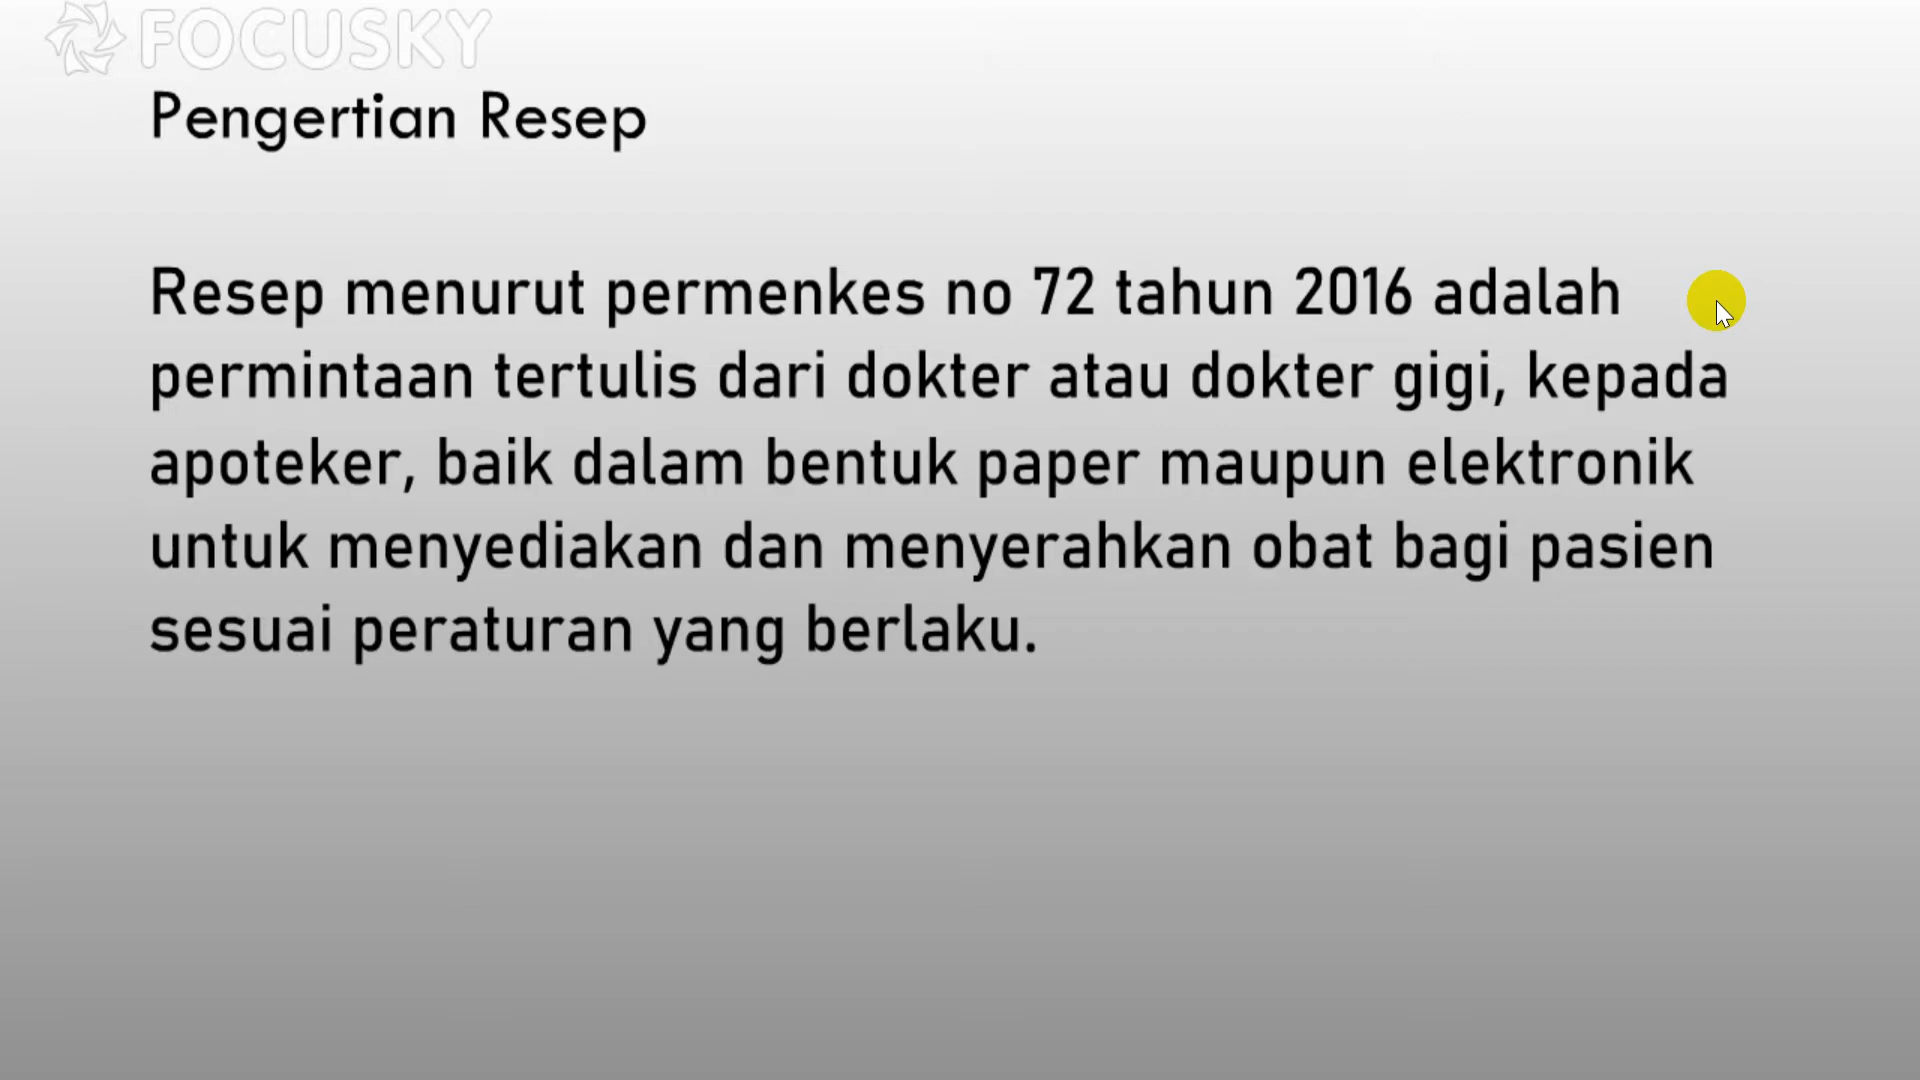 FOCUSKY
Pengertian Resep
Resep menurut permenkes no 72 tahun 2016 adalah
permintaan tertulis dari dokter atau dokter gigi, kepada
apoteker, baik dalam bentuk paper maupun elektronik
untuk menyediakan dan menyerahkan obat bagi pasien
sesuai peraturan yang berlaku.